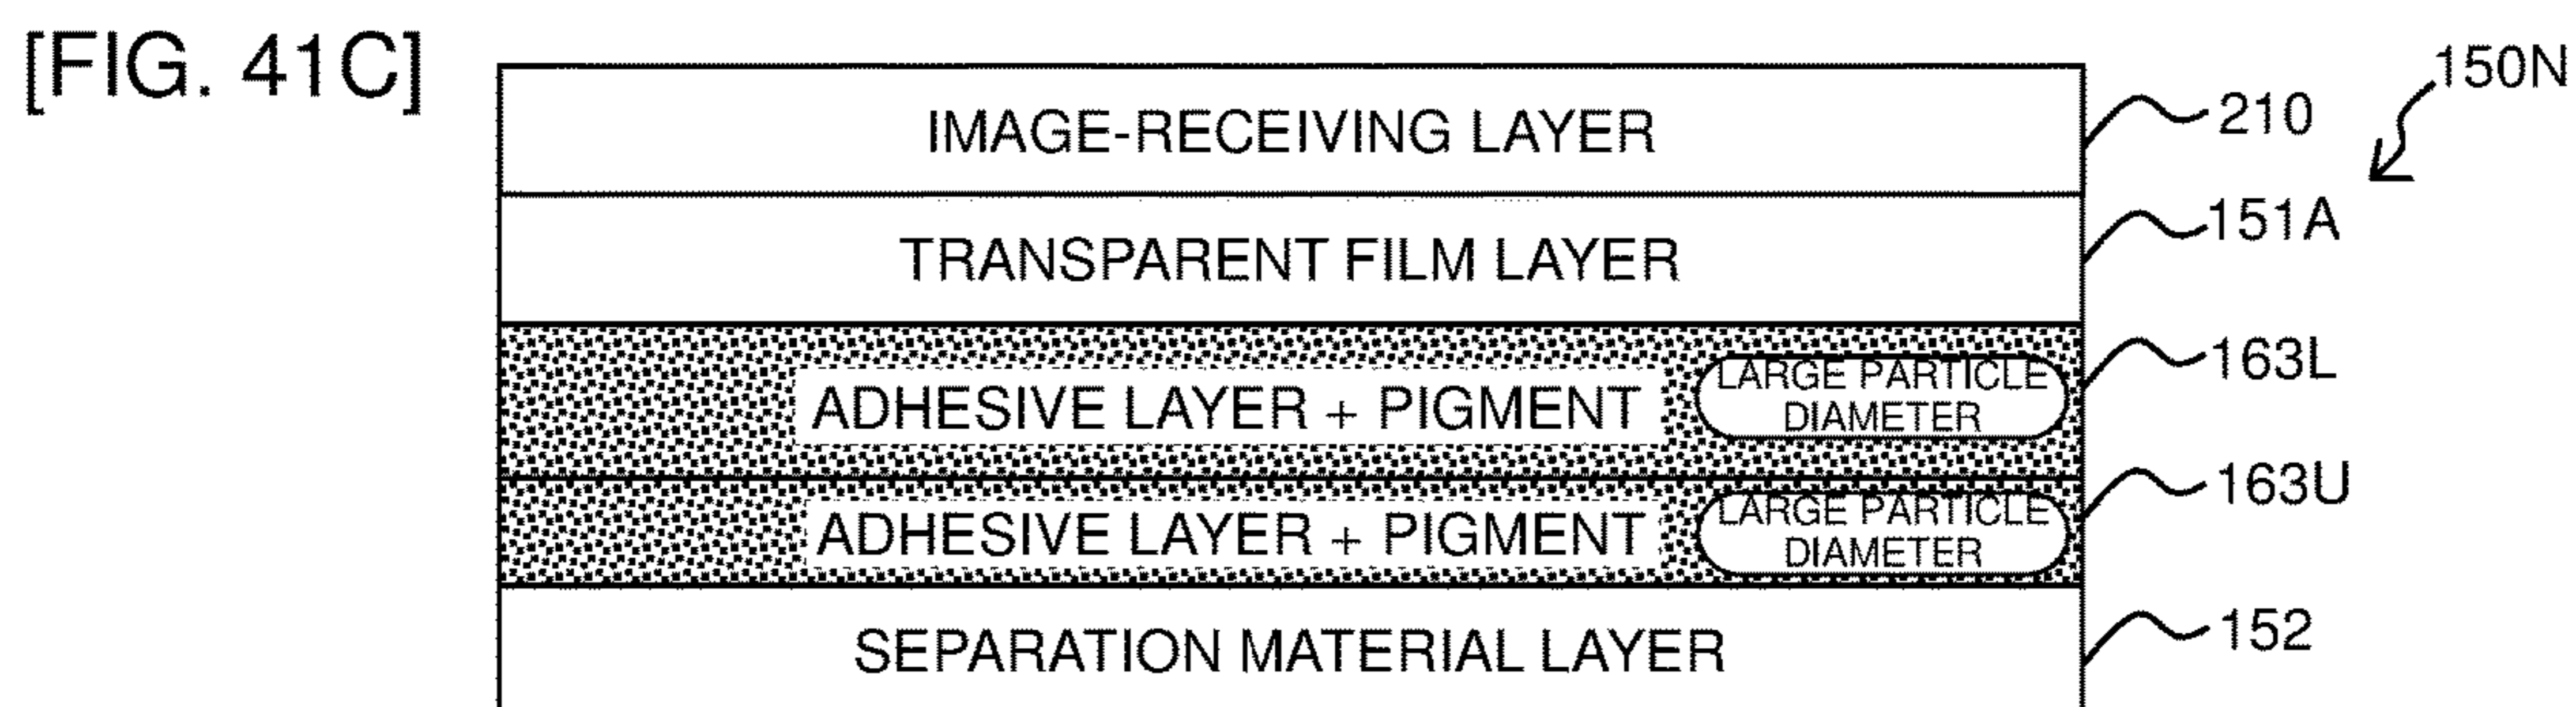 [FIG. 41C]
150N
IMAGE-RECEIVING LAYER
210
TRANSPARENT FILM LAYER
151A
ADHESIVE LAYER + PIGMENT
LARGE PARTICLE
DIAMETER
163L
ADHESIVE LAYER + PIGMENT
LARGE PARTICLE
DIAMETER
163U
SEPARATION MATERIAL LAYER
152